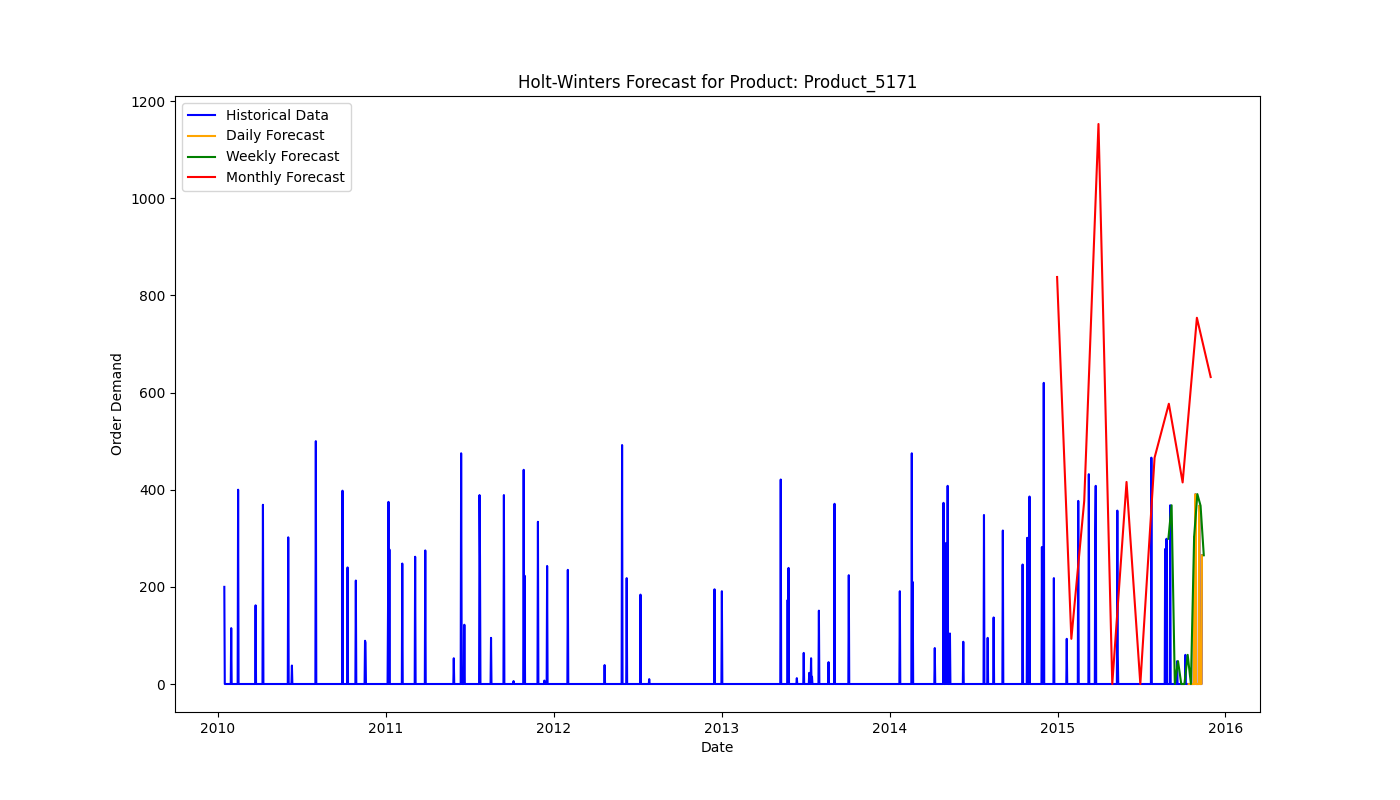 Holt-Winters Forecast for Product: Product_5171
Historical Data
Daily Forecast
Weekly Forecast
Monthly Forecast
Order Demand
1200
1000
800
600
400
200
0
2010
2011
2012
2013
2014
2015
2016
Date